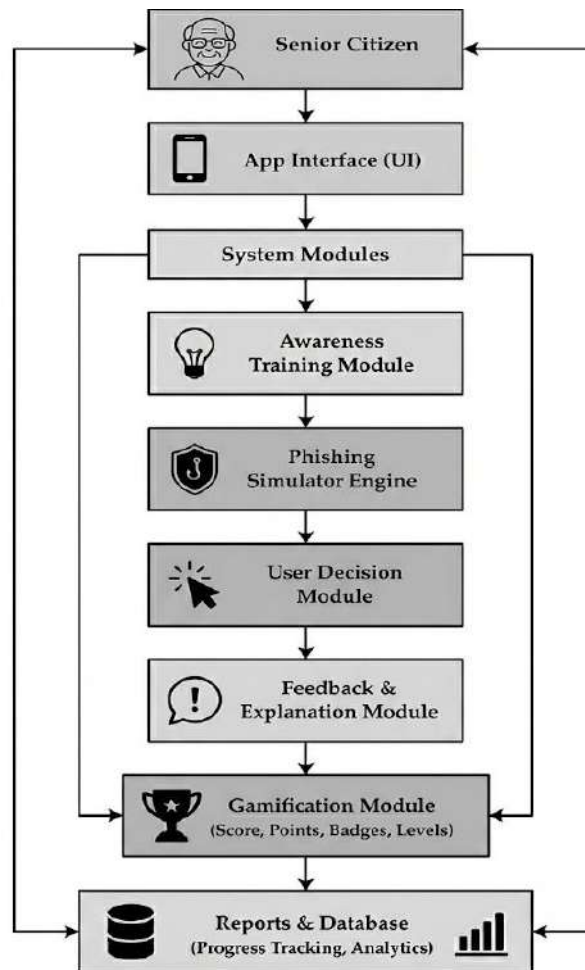 Senior Citizen
App Interface (UI)
System Modules
Awareness
Training Module
Phishing
Simulator Engine
User Decision
Module
Feedback &
Explanation Module
Gamification Module
(Score, Points, Badges, Levels)
Reports & Database
(Progress Tracking, Analytics)